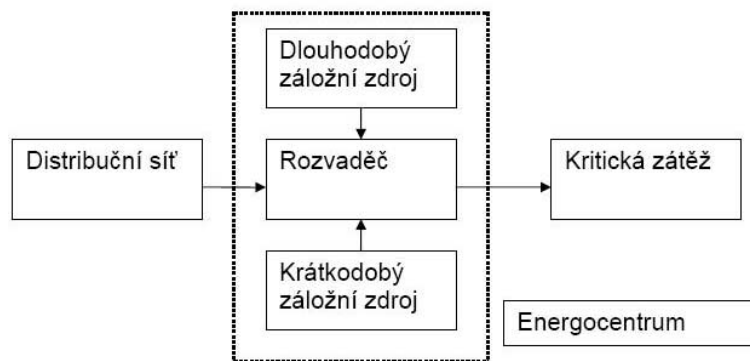 Dlouhodobý
záložní zdroj
Distribuční síť
Rozvaděč
Kritická zátěž
Krátkodobý
záložní zdroj
Energocentrum